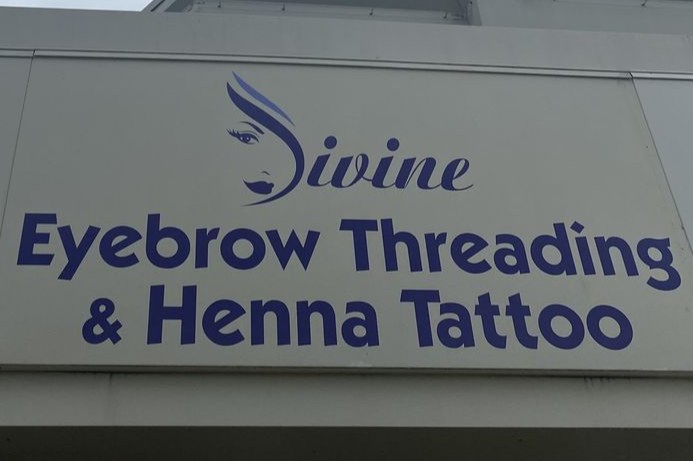 Divine
Eyebrow Threading
& Henna Tattoo